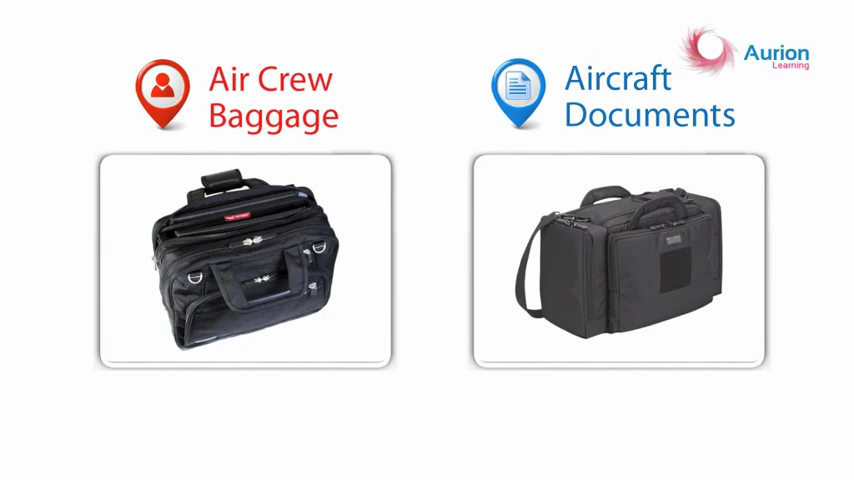 Air Crew
Baggage
Aircraft
Documents
Aurion
Learning